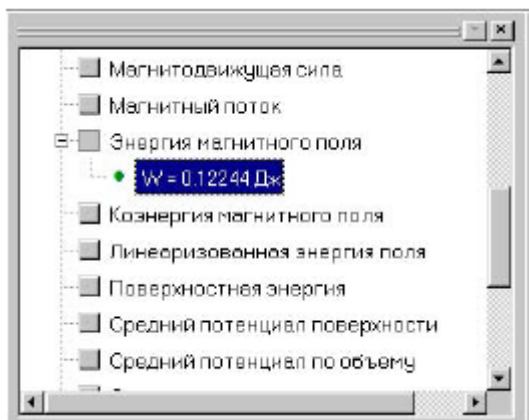 Магнитодвижущая сила
Магнитный поток
Энергия магнитного поля
W = 0.12244 Дж
Коэнергия магнитного поля
Линеаризованная энергия поля
Поверхностная энергия
Средний потенциал поверхности
Средний потенциал по объему